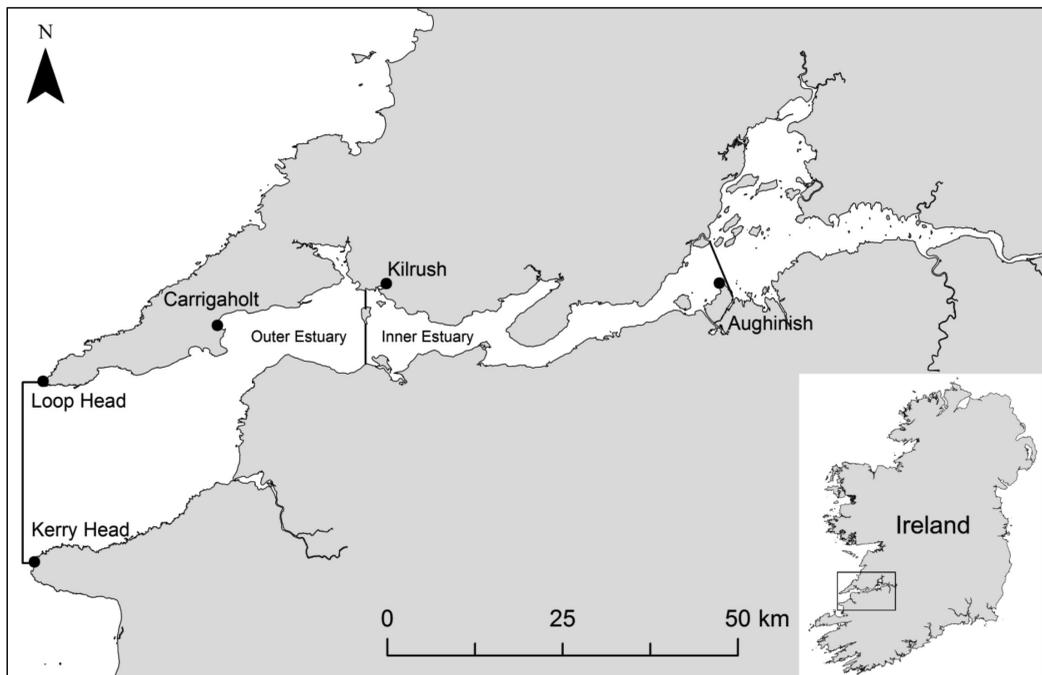 N
Kilrush
Carrigaholt
Outer Estuary
Inner Estuary
Aughinish
Loop Head
Kerry Head
Ireland
0 25 50 km